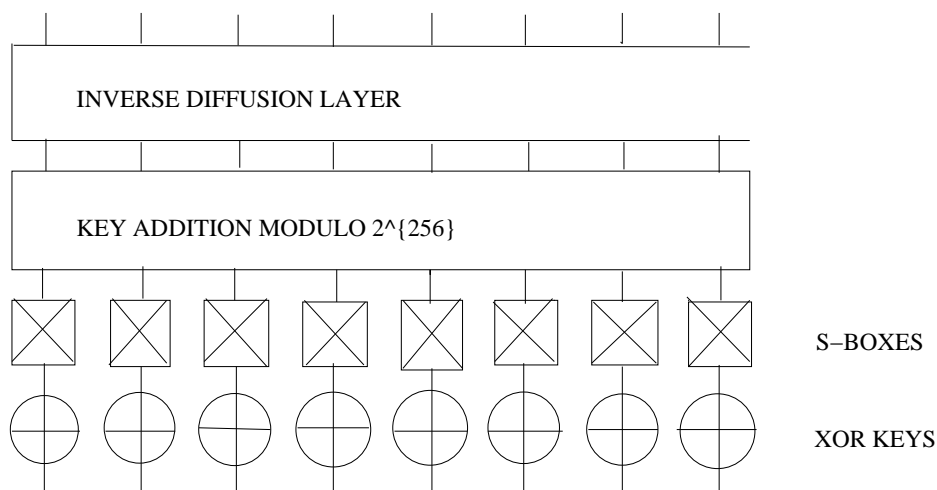 INVERSE DIFFUSION LAYER
KEY ADDITION MODULO 2^{256}
S−BOXES
XOR KEYS